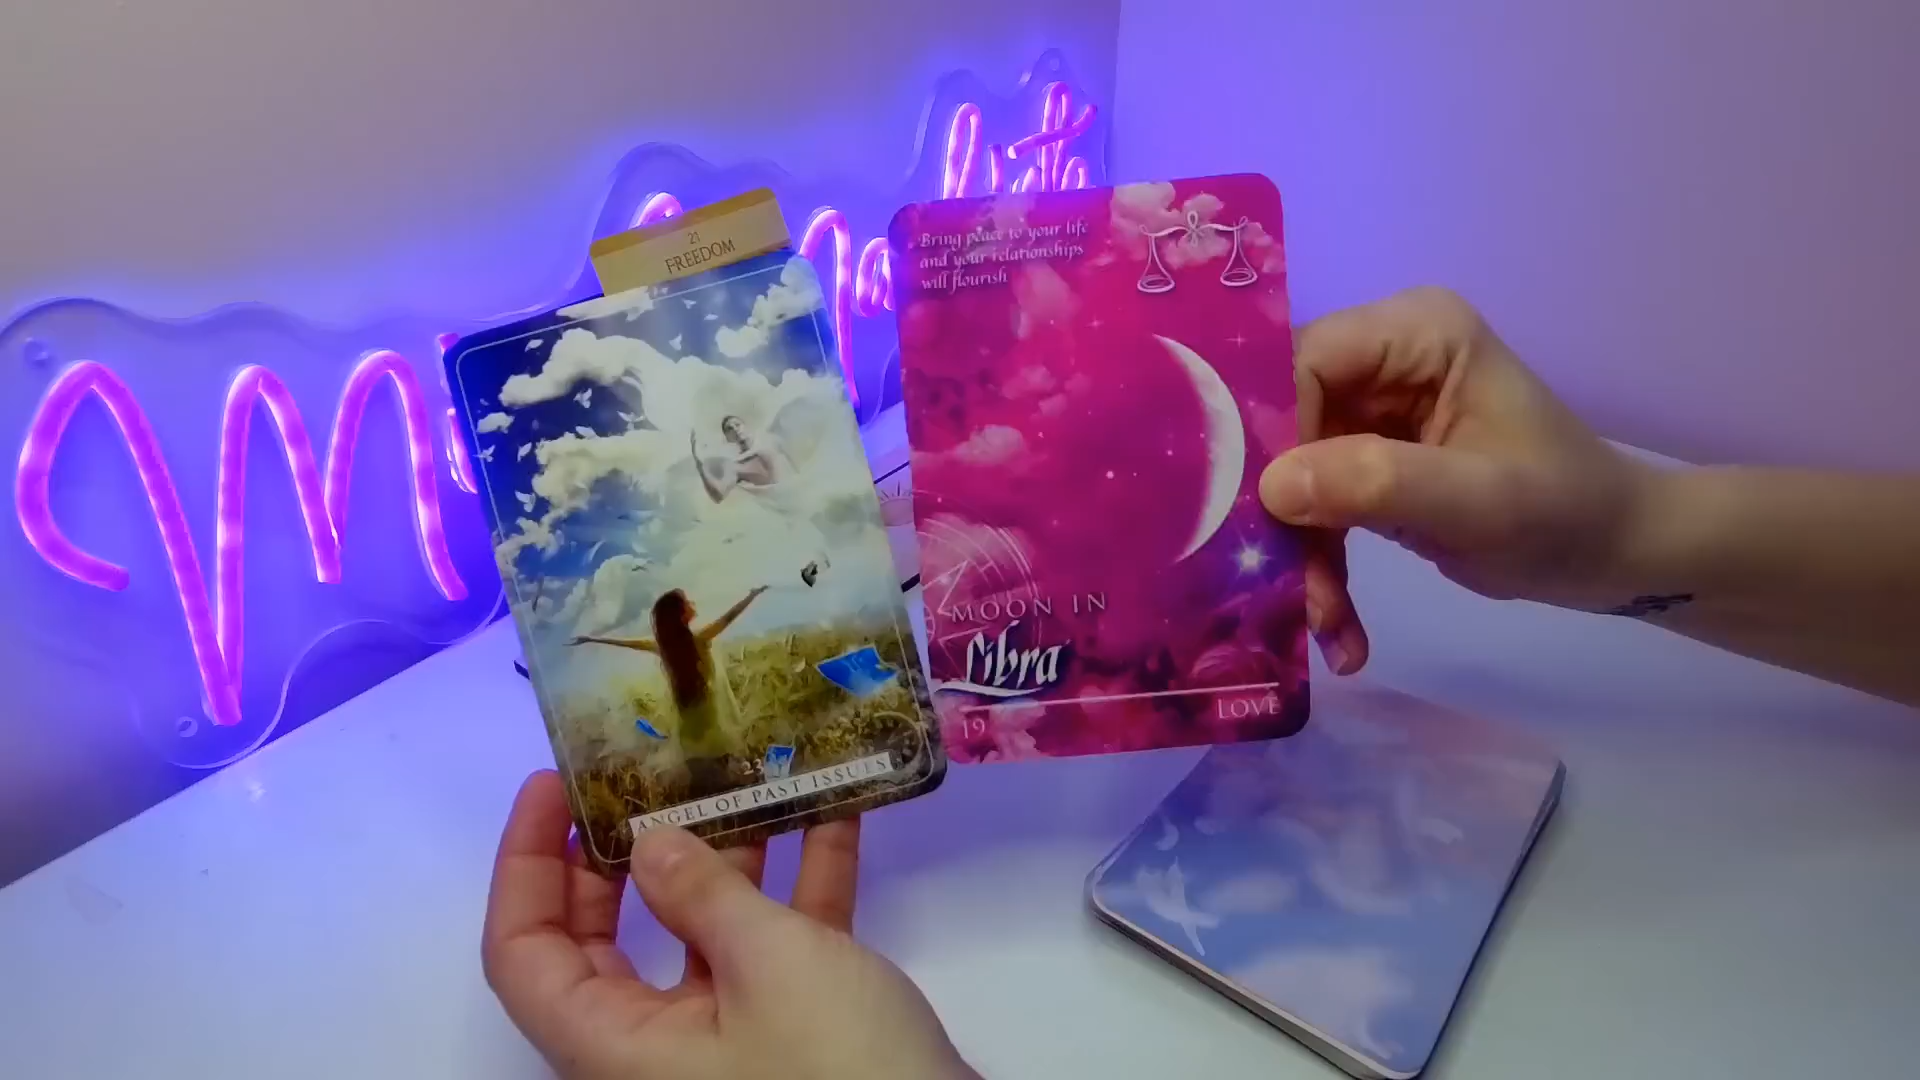 21
FREEDOM
23
ANGEL OF PAST ISSUES
Bring peace to your life
and your relationships
will flourish
MOON IN
Libra
19
LOVE